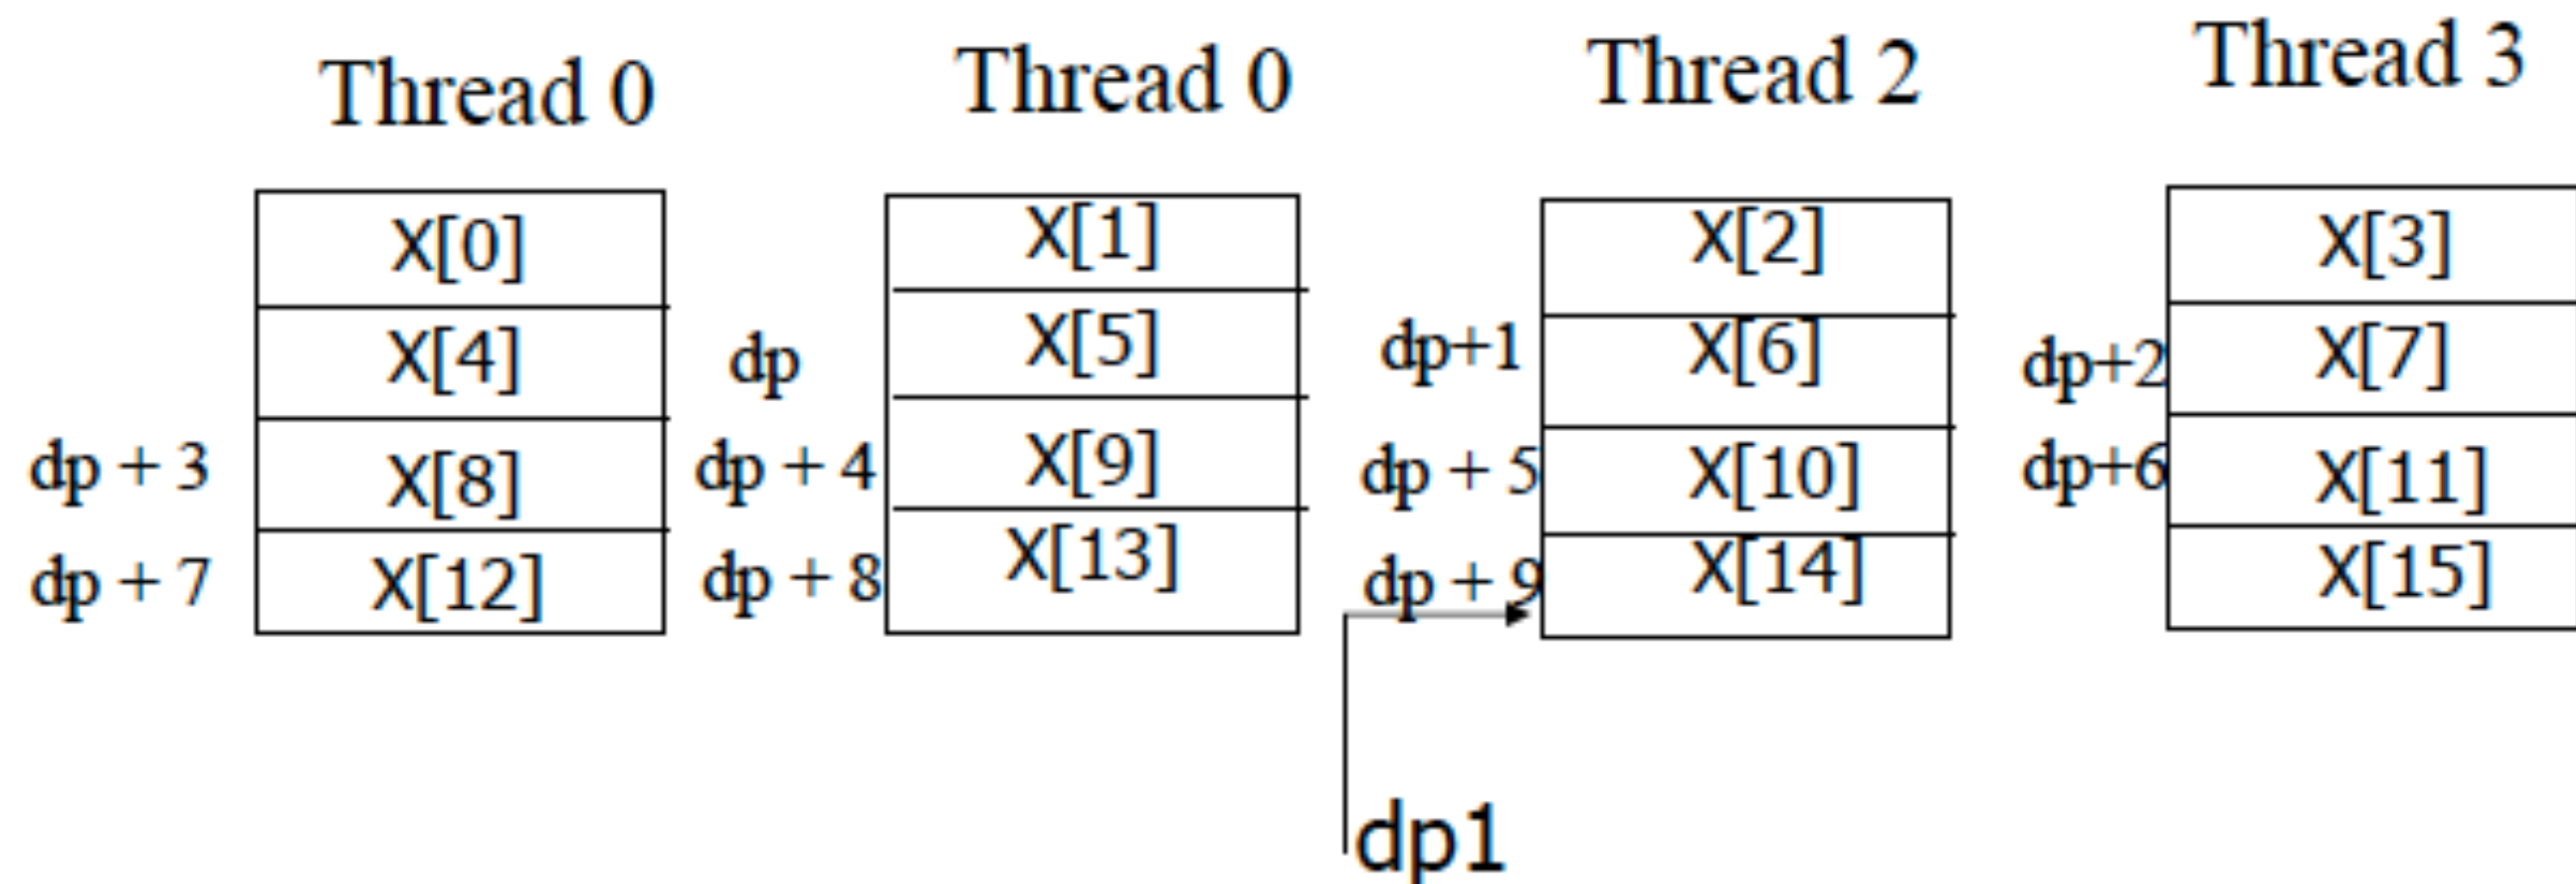 Thread 0 Thread 0 Thread 2 Thread 3
X[0] X[1] X[2] X[3]
X[4] dp X[5] dp+1 X[6] dp+2 X[7]
dp + 3 X[8] dp + 4 X[9] dp + 5 X[10] dp+6 X[11]
dp + 7 X[12] dp + 8 X[13] dp + 9 X[14] X[15]
dp1